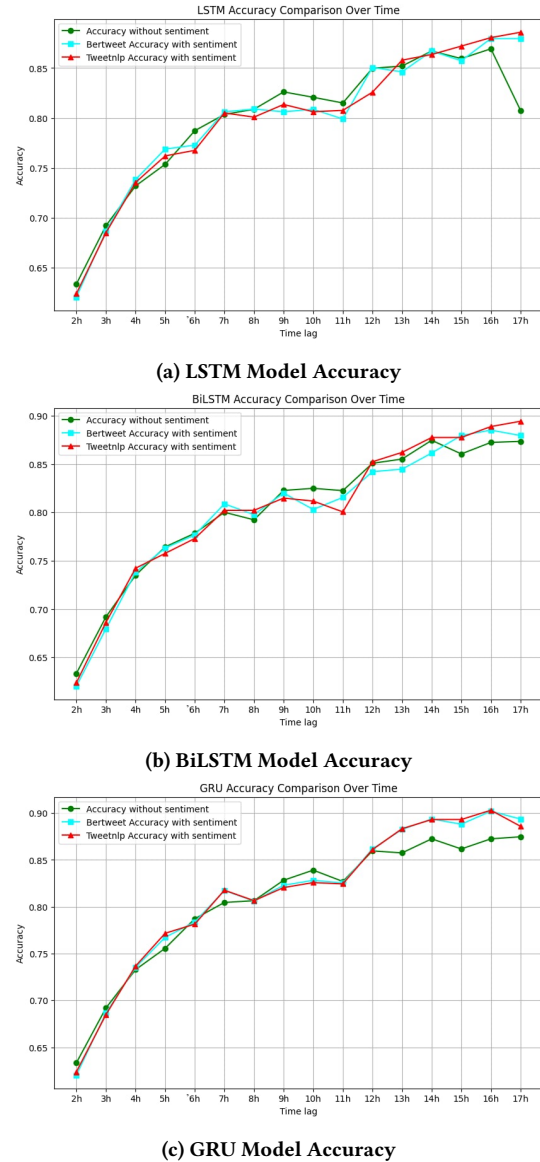 LSTM Accuracy Comparison Over Time
Accuracy without sentiment
Bertweet Accuracy with sentiment
Tweetnlp Accuracy with sentiment
0.85
0.80
0.75
0.70
0.65
Accuracy
2h 3h 4h 5h `6h 7h 8h 9h 10h 11h 12h 13h 14h 15h 16h 17h
Time lag
(a) LSTM Model Accuracy
BiLSTM Accuracy Comparison Over Time
Accuracy without sentiment
Bertweet Accuracy with sentiment
Tweetnlp Accuracy with sentiment
0.90
0.85
0.80
0.75
0.70
0.65
Accuracy
2h 3h 4h 5h `6h 7h 8h 9h 10h 11h 12h 13h 14h 15h 16h 17h
Time lag
(b) BiLSTM Model Accuracy
GRU Accuracy Comparison Over Time
Accuracy without sentiment
Bertweet Accuracy with sentiment
Tweetnlp Accuracy with sentiment
0.90
0.85
0.80
0.75
0.70
0.65
Accuracy
2h 3h 4h 5h `6h 7h 8h 9h 10h 11h 12h 13h 14h 15h 16h 17h
Time lag
(c) GRU Model Accuracy